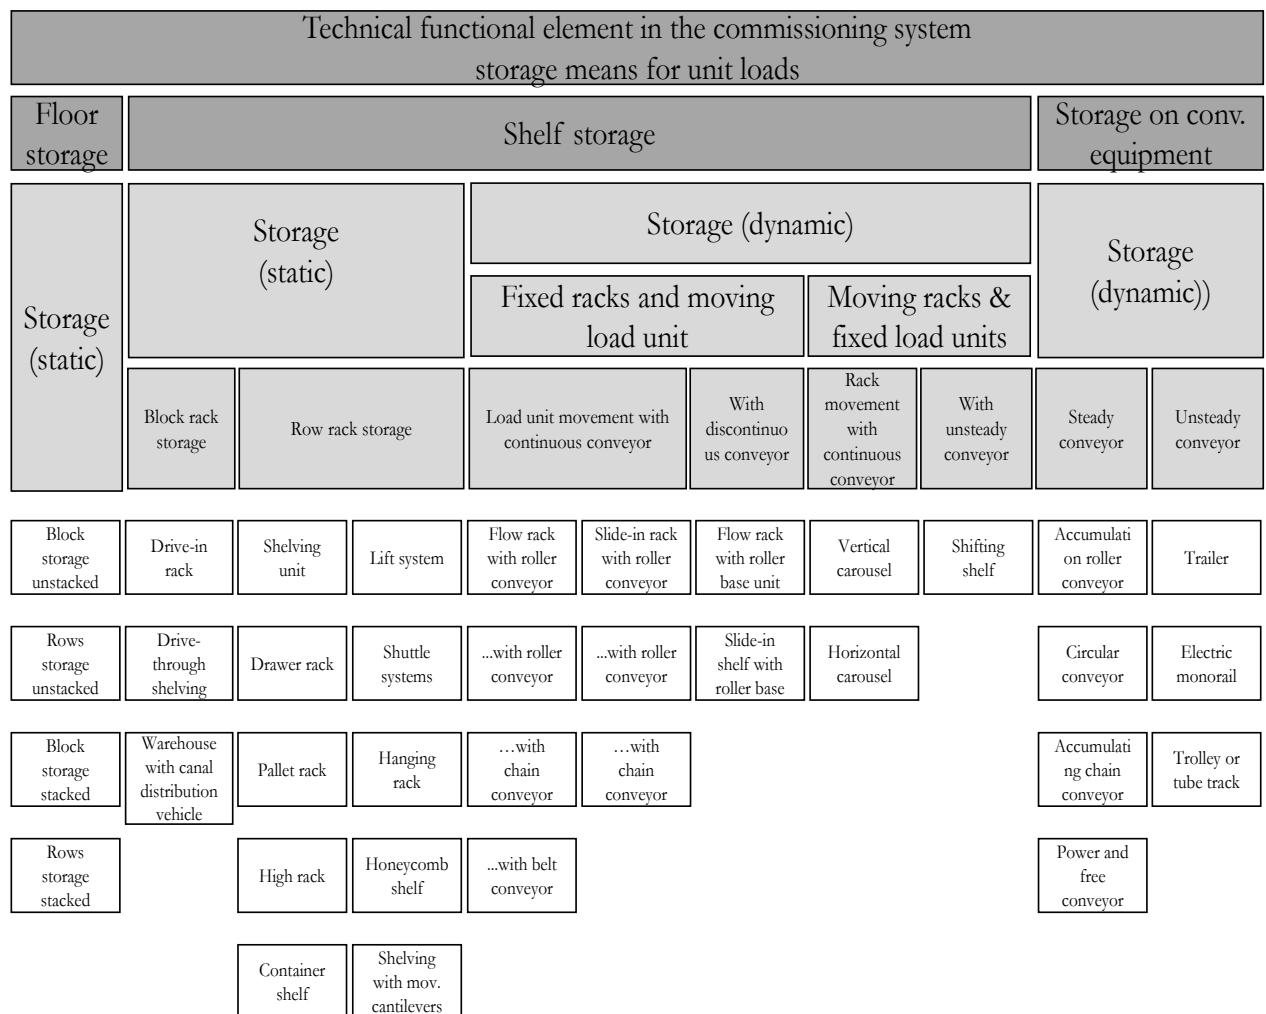 Technical functional element in the commissioning system
storage means for unit loads
Floor
storage
Shelf storage
Storage on conv.
equipment
Storage
(static)
Storage
(static)
Storage (dynamic)
Fixed racks and moving
load unit
Moving racks &
fixed load units
Storage
(dynamic))
Block rack
storage
Row rack storage
Load unit movement with
continuous conveyor
With
discontinuo
us conveyor
Rack
movement
with
continuous
conveyor
With
unsteady
conveyor
Steady
conveyor
Unsteady
conveyor
Block
storage
unstacked
Drive-in
rack
Shelving
unit
Lift system
Flow rack
with roller
conveyor
Slide-in rack
with roller
conveyor
Flow rack
with roller
base unit
Vertical
carousel
Shifting
shelf
Accumulati
on roller
conveyor
Trailer
Rows
storage
unstacked
Drive-
through
shelving
Drawer rack
Shuttle
systems
...with roller
conveyor
...with roller
conveyor
Slide-in
shelf with
roller base
Horizontal
carousel
Circular
conveyor
Electric
monorail
Block
storage
stacked
Warehouse
with canal
distribution
vehicle
Pallet rack
Hanging
rack
…with
chain
conveyor
…with
chain
conveyor
Accumulati
ng chain
conveyor
Trolley or
tube track
Rows
storage
stacked
High rack
Honeycomb
shelf
...with belt
conveyor
Power and
free
conveyor
Container
shelf
Shelving
with mov.
cantilevers